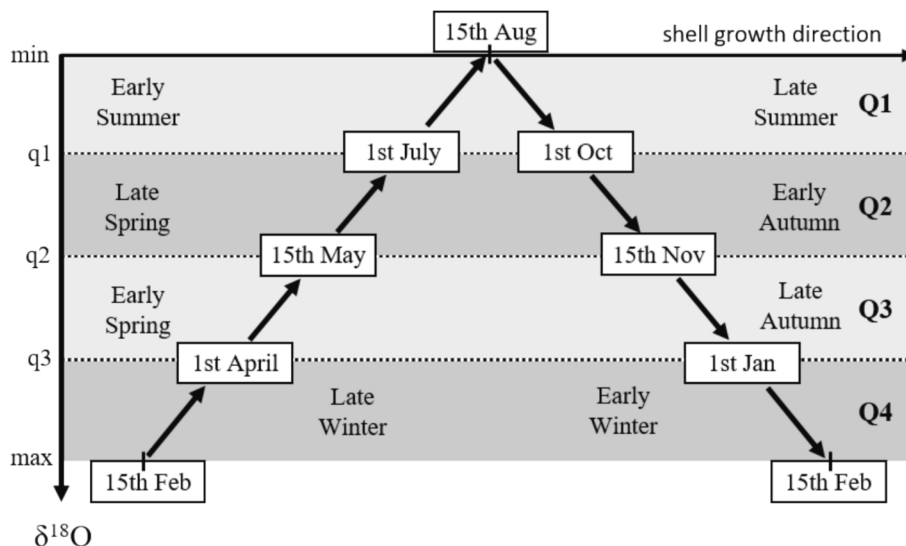 15th Aug
shell growth direction
min
Early
Summer
Late
Summer
Q1
q1
1st July
1st Oct
Late
Spring
Early
Autumn
Q2
q2
15th May
15th Nov
Early
Spring
Late
Autumn
Q3
q3
1st April
1st Jan
Late
Winter
Early
Winter
Q4
max
15th Feb
15th Feb
δ¹⁸O